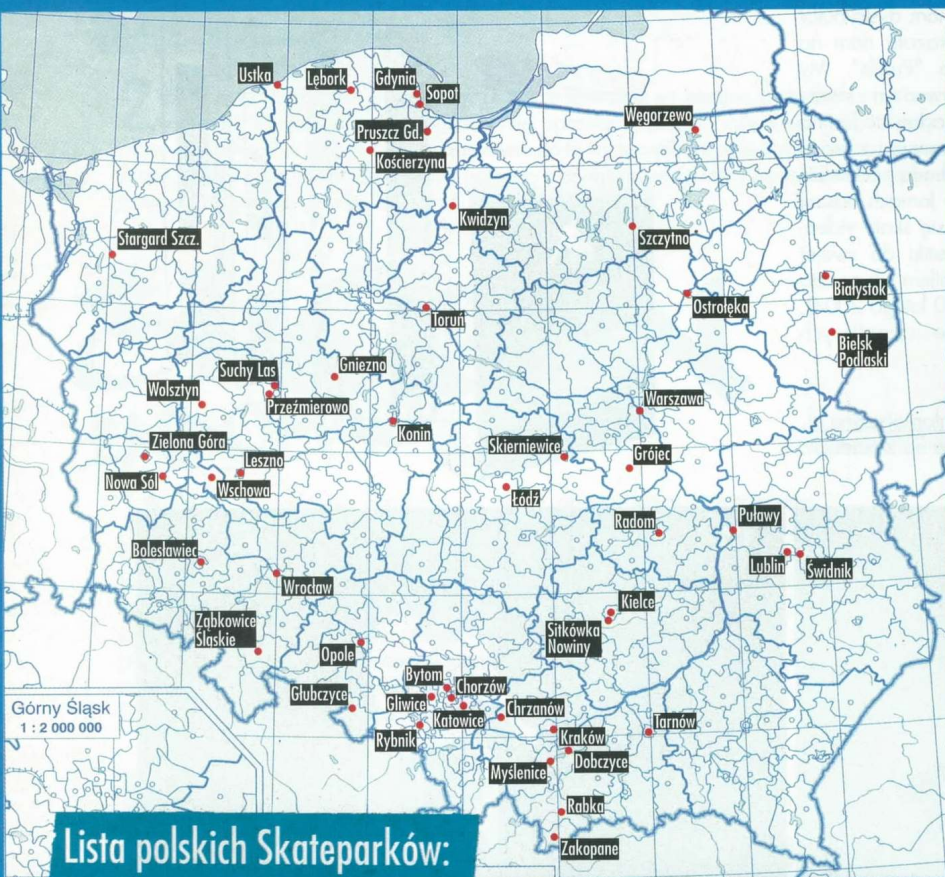 Ustka
Lębork
Gdynia
Sopot
Pruszcz Gd.
Kościerzyna
Węgorzewo
Kwidzyn
Szczytno
Stargard Szcz.
Białystok
Ostrołęka
Toruń
Bielsk
Podlaski
Suchy Las
Gniezno
Wolsztyn
Przeźmierowo
Warszawa
Konin
Zielona Góra
Leszno
Skierniewice
Grójec
Nowa Sól
Wschowa
Łódź
Radom
Puławy
Bolesławiec
Lublin
Świdnik
Wrocław
Kielce
Ząbkowice
Śląskie
Sitkówka
Nowiny
Opole
Bytom
Chorzów
Głubczyce
Gliwice
Katowice
Chrzanów
Tarnów
Rybnik
Kraków
Dobczyce
Myślenice
Rabka
Zakopane
Górny Śląsk
1 : 2 000 000
Lista polskich Skateparków: